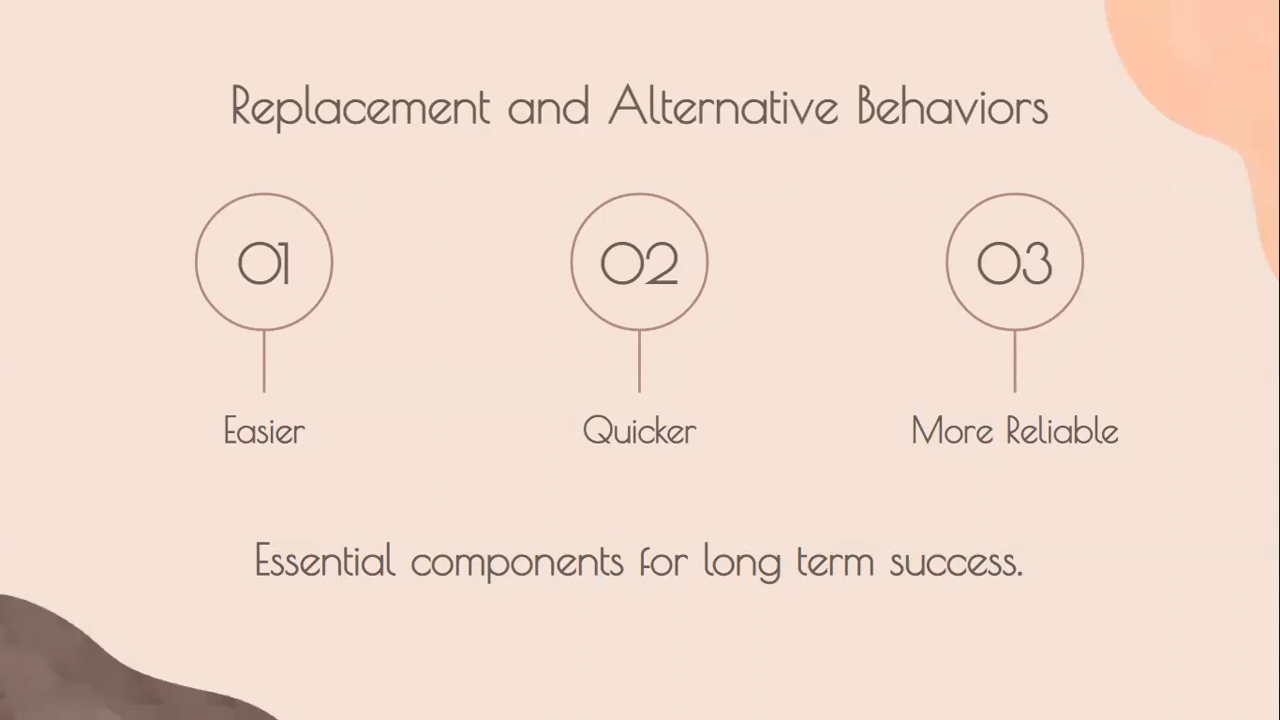 Replacement and Alternative Behaviors
01
02
03
Easier
Quicker
More Reliable
Essential components for long term success.